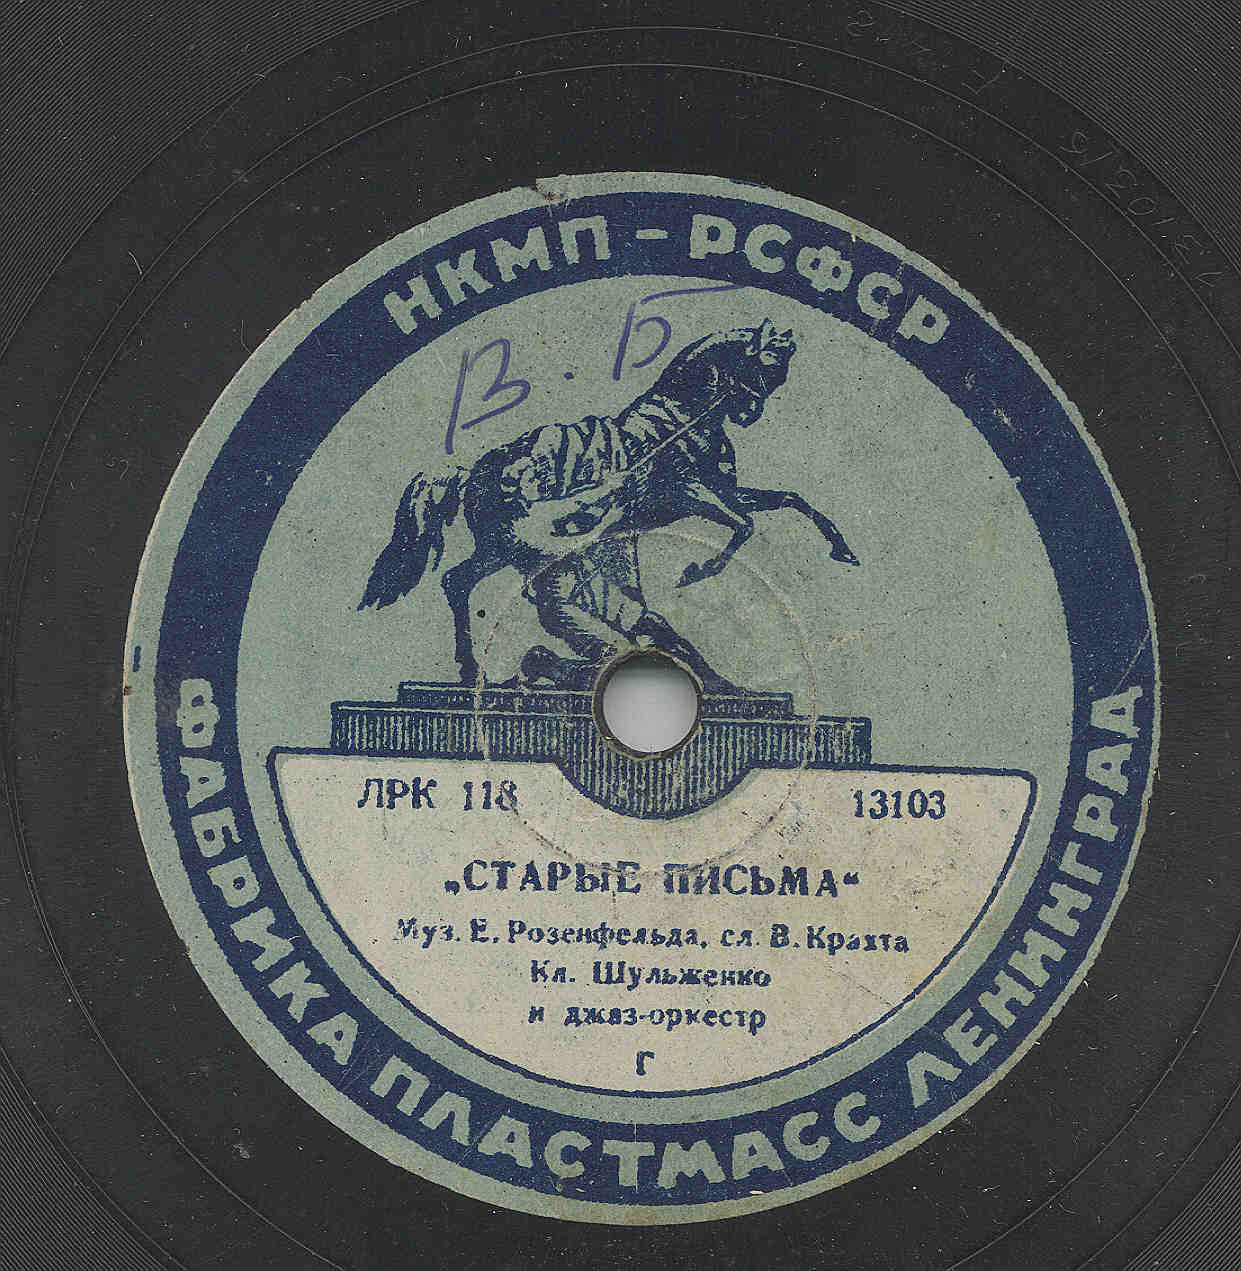 НКМП - РСФСР
В. Б
ЛРК 118
13103
„СТАРЫЕ ПИСЬМА“
Муз. Е. Розенфельда, сл. В. Крахта
Кл. Шульженко
и джаз-оркестр
Г
ФАБРИКА ПЛАСТМАСС ЛЕНИНГРАД